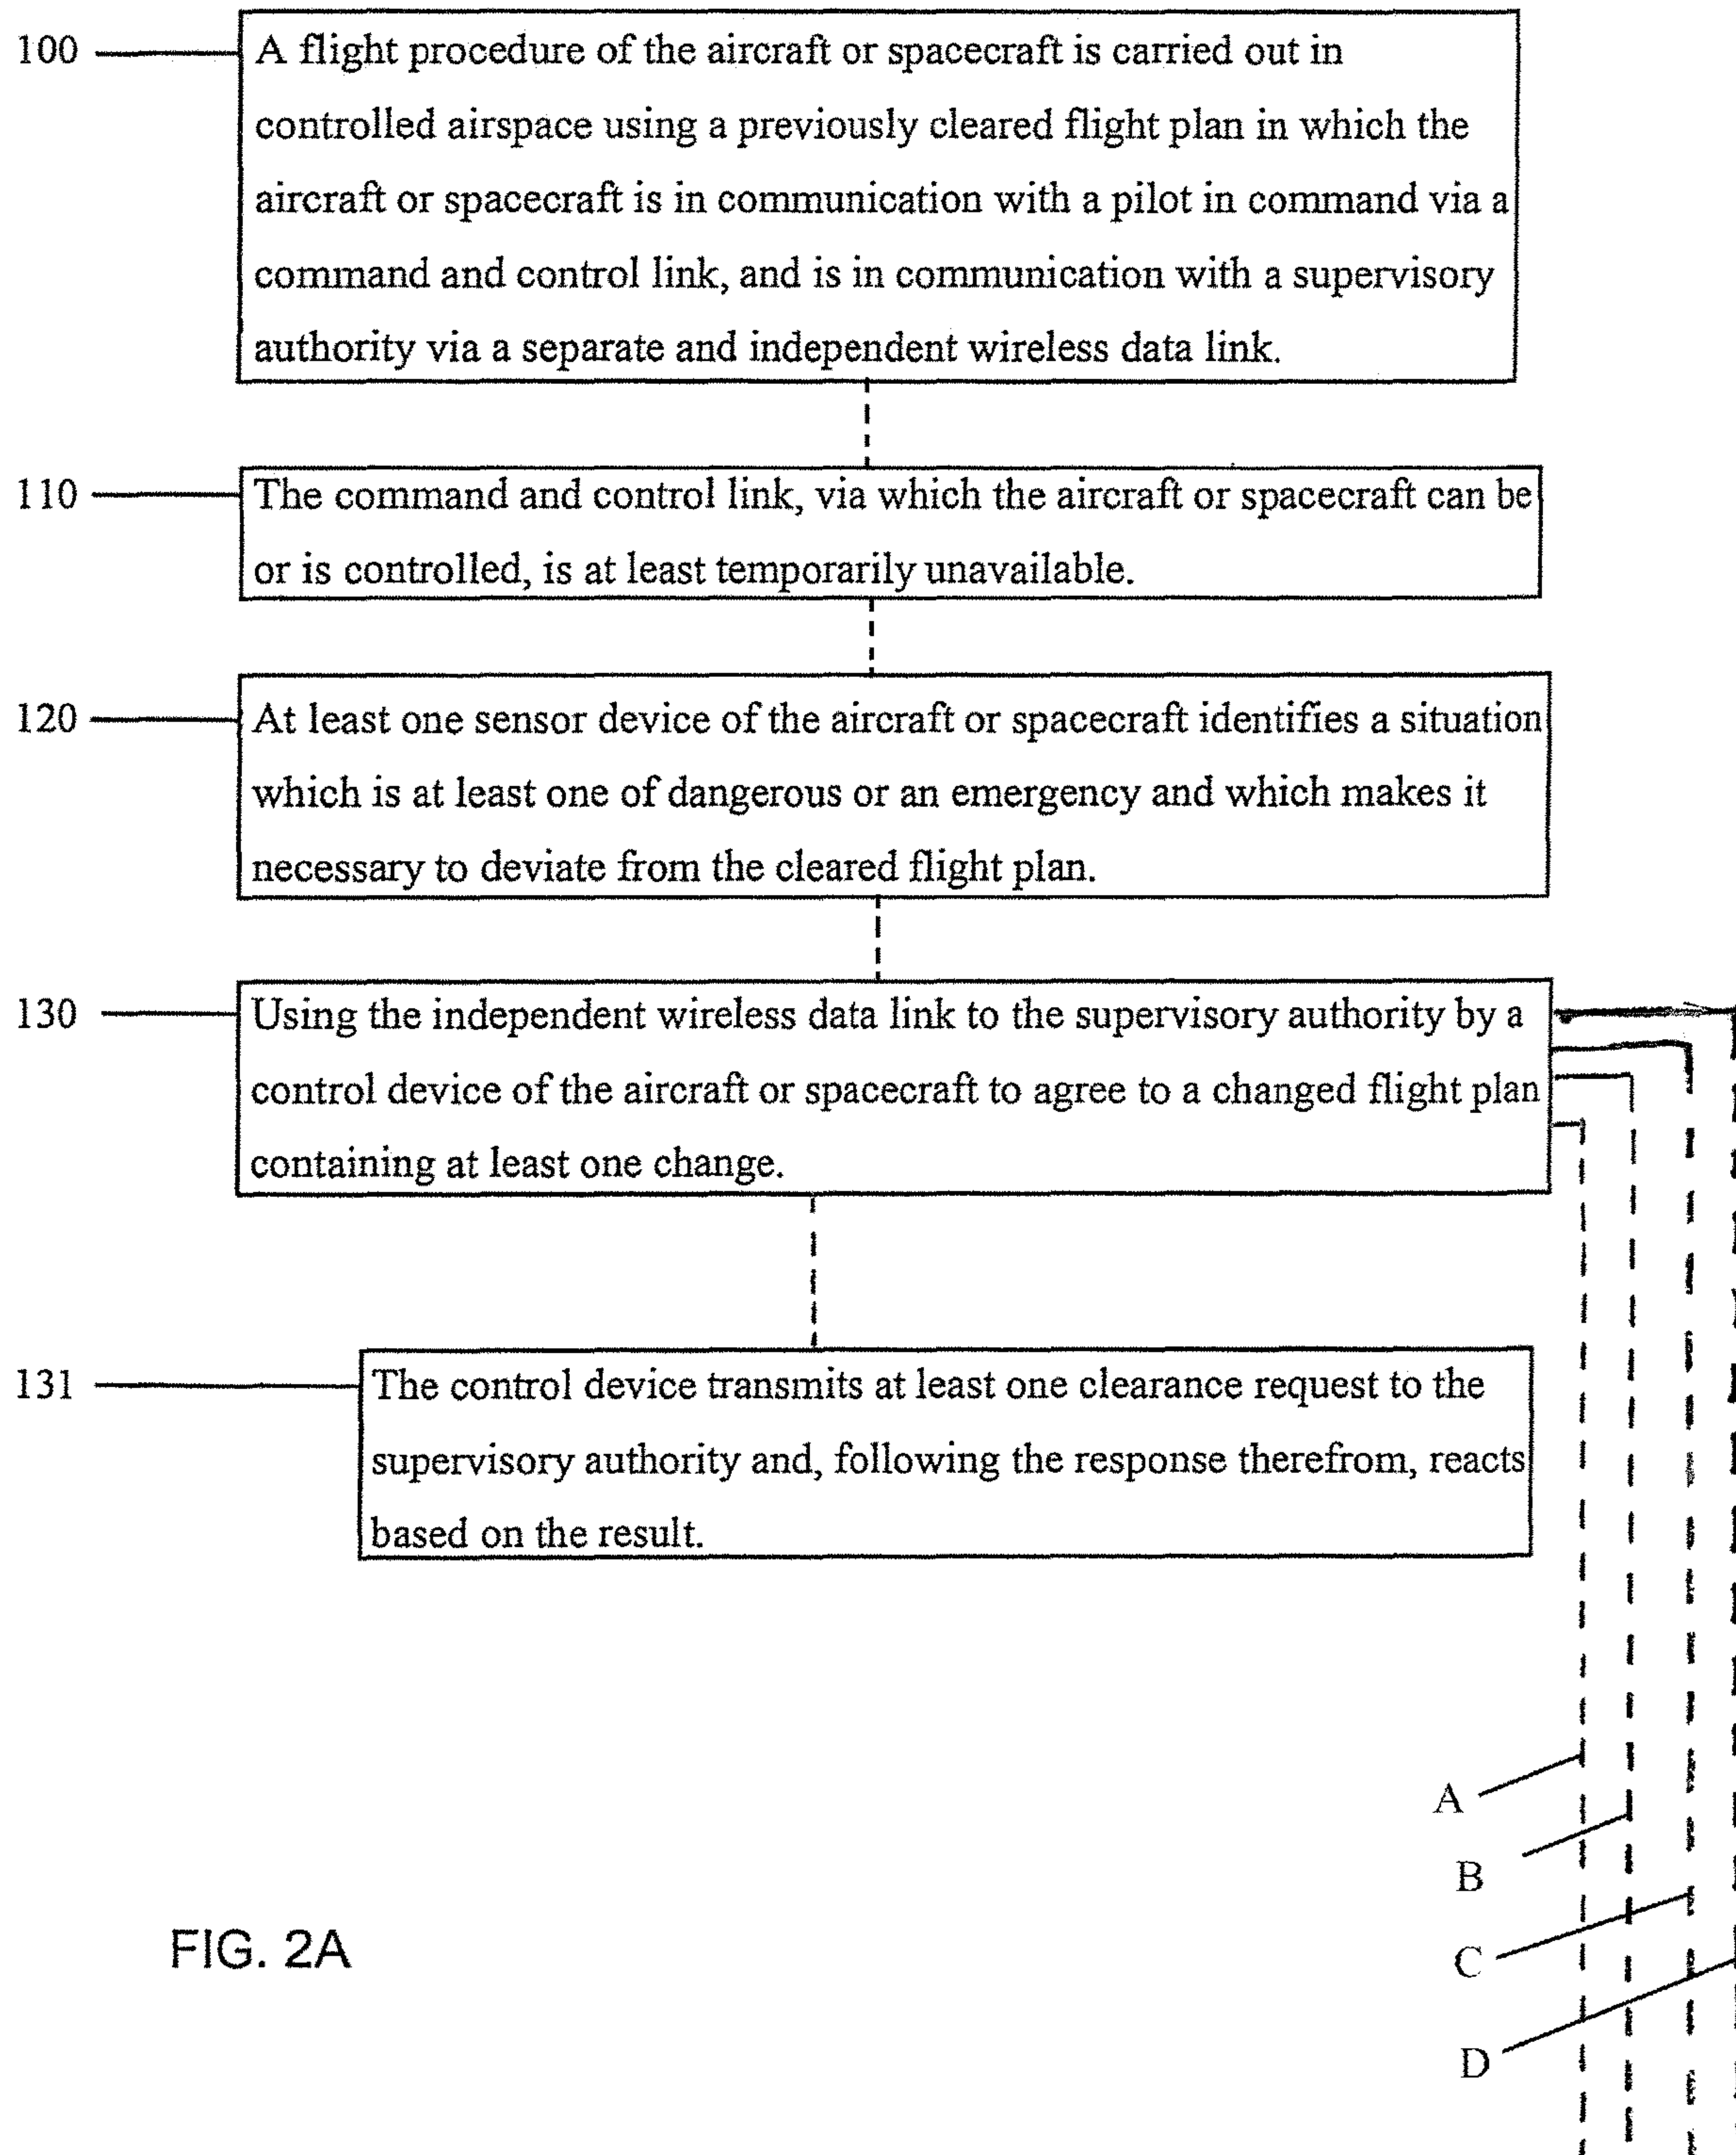 100
A flight procedure of the aircraft or spacecraft is carried out in
controlled airspace using a previously cleared flight plan in which the
aircraft or spacecraft is in communication with a pilot in command via a
command and control link, and is in communication with a supervisory
authority via a separate and independent wireless data link.
110
The command and control link, via which the aircraft or spacecraft can be
or is controlled, is at least temporarily unavailable.
120
At least one sensor device of the aircraft or spacecraft identifies a situation
which is at least one of dangerous or an emergency and which makes it
necessary to deviate from the cleared flight plan.
130
Using the independent wireless data link to the supervisory authority by a
control device of the aircraft or spacecraft to agree to a changed flight plan
containing at least one change.
131
The control device transmits at least one clearance request to the
supervisory authority and, following the response therefrom, reacts
based on the result.
A
B
C
D
FIG. 2A